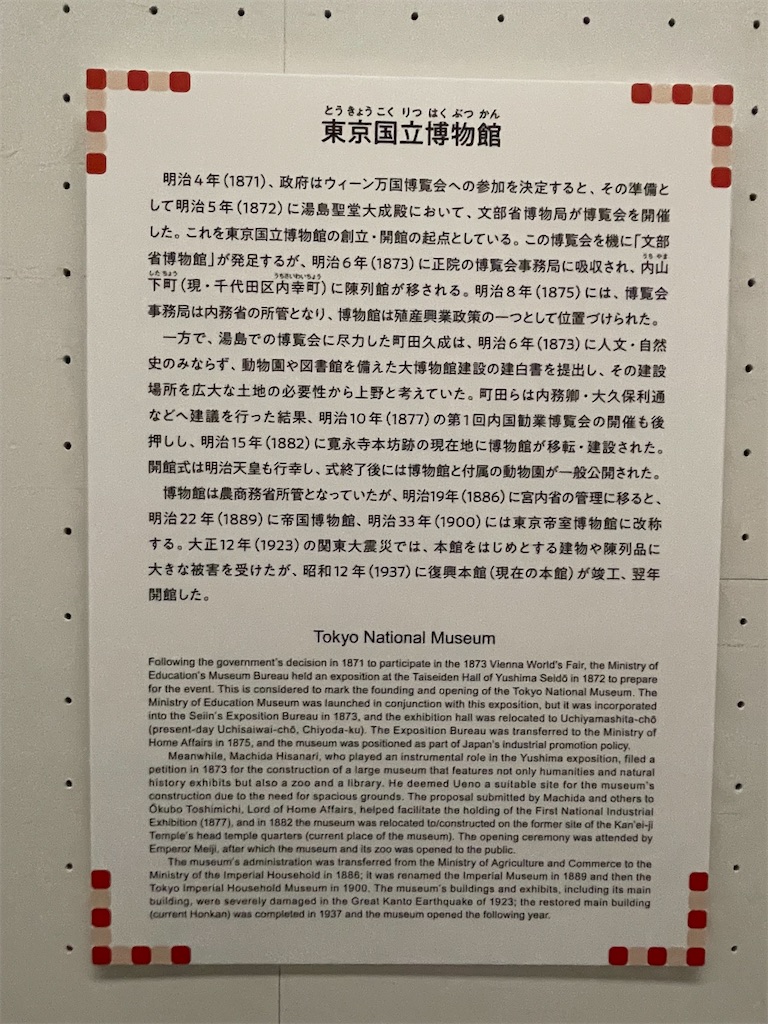 とうきょうこくりつはくぶつかん
東京国立博物館
明治4年(1871)、政府はウィーン万国博覧会への参加を決定すると、その準備と
して明治5年(1872)に湯島聖堂大成殿において、文部省博物局が博覧会を開催
した。これを東京国立博物館の創立・開館の起点としている。この博覧会を機に「文部
うちやま
省博物館」が発足するが、明治6年(1873)に正院の博覧会事務局に吸収され、内山
したちょう うちさいわいちょう
下町(現・千代田区内幸町)に陳列館が移される。明治8年(1875)には、博覧会
事務局は内務省の所管となり、博物館は殖産興業政策の一つとして位置づけられた。
一方で、湯島での博覧会に尽力した町田久成は、明治6年(1873)に人文・自然
史のみならず、動物園や図書館を備えた大博物館建設の建白書を提出し、その建設
場所を広大な土地の必要性から上野と考えていた。町田らは内務卿・大久保利通
などへ建議を行った結果、明治10年(1877)の第1回内国勧業博覧会の開催も後
押しし、明治15年(1882)に寛永寺本坊跡の現在地に博物館が移転・建設された。
開館式は明治天皇も行幸し、式終了後には博物館と付属の動物園が一般公開された。
博物館は農商務省所管となっていたが、明治19年(1886)に宮内省の管理に移ると、
明治22年(1889)に帝国博物館、明治33年(1900)には東京帝室博物館に改称
する。大正12年(1923)の関東大震災では、本館をはじめとする建物や陳列品に
大きな被害を受けたが、昭和12年(1937)に復興本館(現在の本館)が竣工、翌年
開館した。
Tokyo National Museum
Following the government's decision in 1871 to participate in the 1873 Vienna World's Fair, the Ministry of
Education's Museum Bureau held an exposition at the Taiseiden Hall of Yushima Seidō in 1872 to prepare
for the event. This is considered to mark the founding and opening of the Tokyo National Museum. The
Ministry of Education Museum was launched in conjunction with this exposition, but it was incorporated
into the Seiin's Exposition Bureau in 1873, and the exhibition hall was relocated to Uchiyamashita-chō
(present-day Uchisaiwai-chō, Chiyoda-ku). The Exposition Bureau was transferred to the Ministry of
Home Affairs in 1875, and the museum was positioned as part of Japan's industrial promotion policy.
Meanwhile, Machida Hisanari, who played an instrumental role in the Yushima exposition, filed a
petition in 1873 for the construction of a large museum that features not only humanities and natural
history exhibits but also a zoo and a library. He deemed Ueno a suitable site for the museum's
construction due to the need for spacious grounds. The proposal submitted by Machida and others to
Ōkubo Toshimichi, Lord of Home Affairs, helped facilitate the holding of the First National Industrial
Exhibition (1877), and in 1882 the museum was relocated to/constructed on the former site of the Kan'ei-ji
Temple's head temple quarters (current place of the museum). The opening ceremony was attended by
Emperor Meiji, after which the museum and its zoo was opened to the public.
The museum's administration was transferred from the Ministry of Agriculture and Commerce to the
Ministry of the Imperial Household in 1886; it was renamed the Imperial Museum in 1889 and then the
Tokyo Imperial Household Museum in 1900. The museum's buildings and exhibits, including its main
building, were severely damaged in the Great Kanto Earthquake of 1923; the restored main building
(current Honkan) was completed in 1937 and the museum opened the following year.